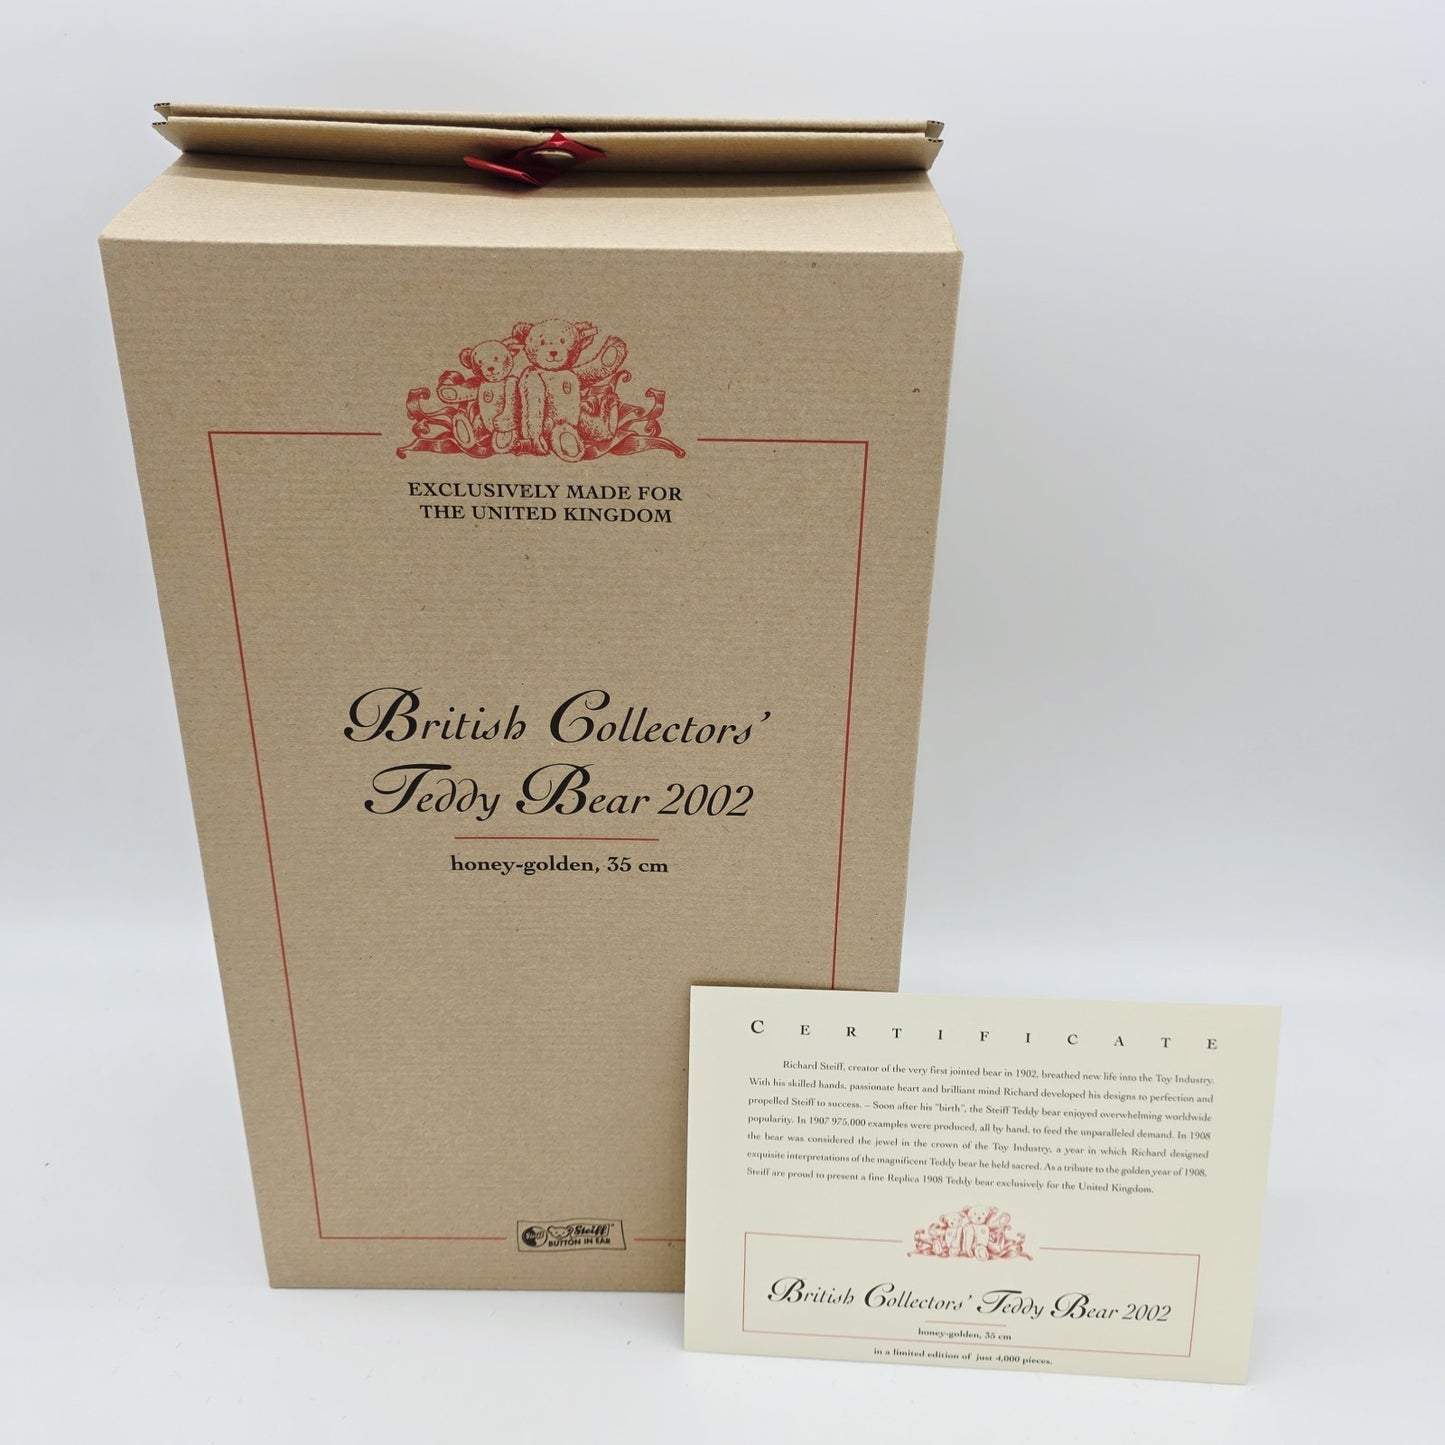 EXCLUSIVELY MADE FOR
THE UNITED KINGDOM
British Collectors'
Teddy Bear 2002
honey-golden, 35 cm
Steiff
BUTTON IN EAR
CERTIFICATE
Richard Steiff, creator of the very first jointed bear in 1902, breathed new life into the Toy Industry.
With his skilled hands, passionate heart and brilliant mind Richard developed his designs to perfection and
propelled Steiff to success. – Soon after his "birth", the Steiff Teddy bear enjoyed overwhelming worldwide
popularity. In 1907 975,000 examples were produced, all by hand, to feed the unparalleled demand. In 1908
the bear was considered the jewel in the crown of the Toy Industry, a year in which Richard designed
exquisite interpretations of the magnificent Teddy bear he held sacred. As a tribute to the golden year of 1908,
Steiff are proud to present a fine Replica 1908 Teddy bear exclusively for the United Kingdom.
British Collectors' Teddy Bear 2002
honey-golden, 35 cm
in a limited edition of just 4,000 pieces.